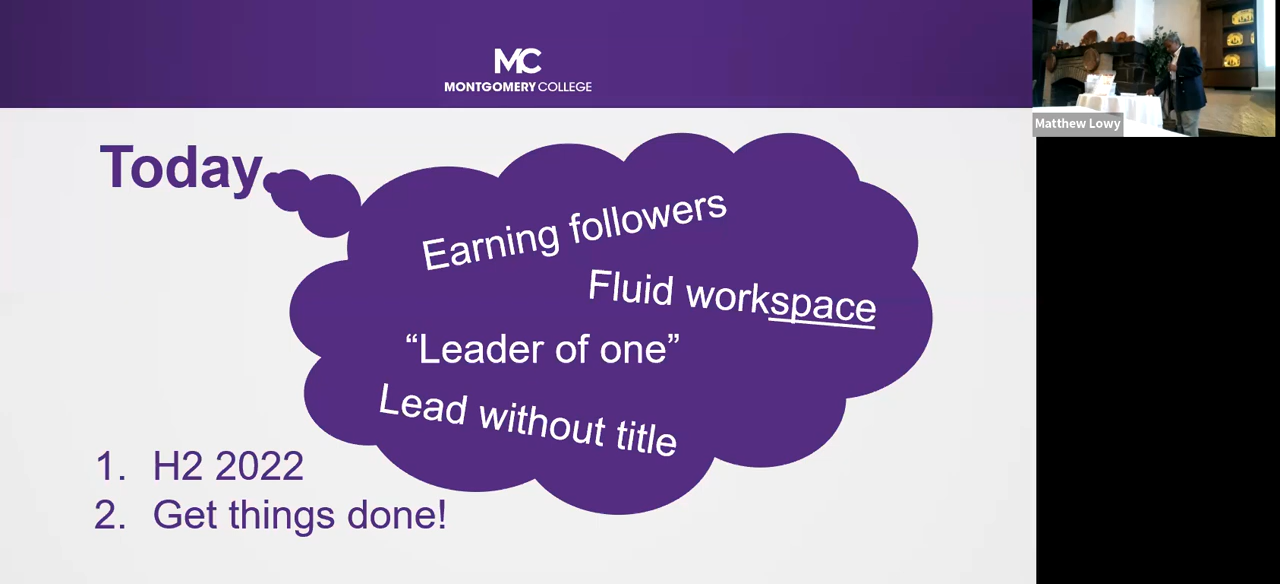 MC
MONTGOMERY COLLEGE
Matthew Lowy
Today
Earning followers
Fluid workspace
“Leader of one”
Lead without title
1. H2 2022
2. Get things done!